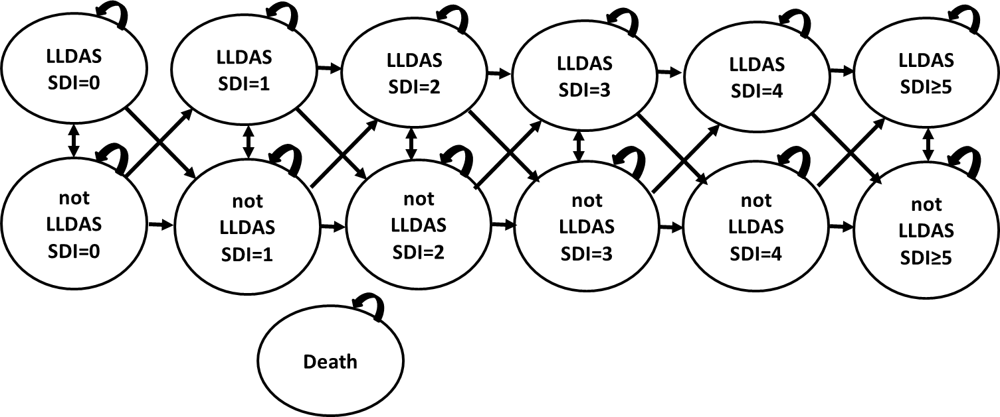 LLDAS
SDI=0
LLDAS
SDI=1
LLDAS
SDI=2
LLDAS
SDI=3
LLDAS
SDI=4
LLDAS
SDI≥5
not
LLDAS
SDI=0
not
LLDAS
SDI=1
not
LLDAS
SDI=2
not
LLDAS
SDI=3
not
LLDAS
SDI=4
not
LLDAS
SDI≥5
Death